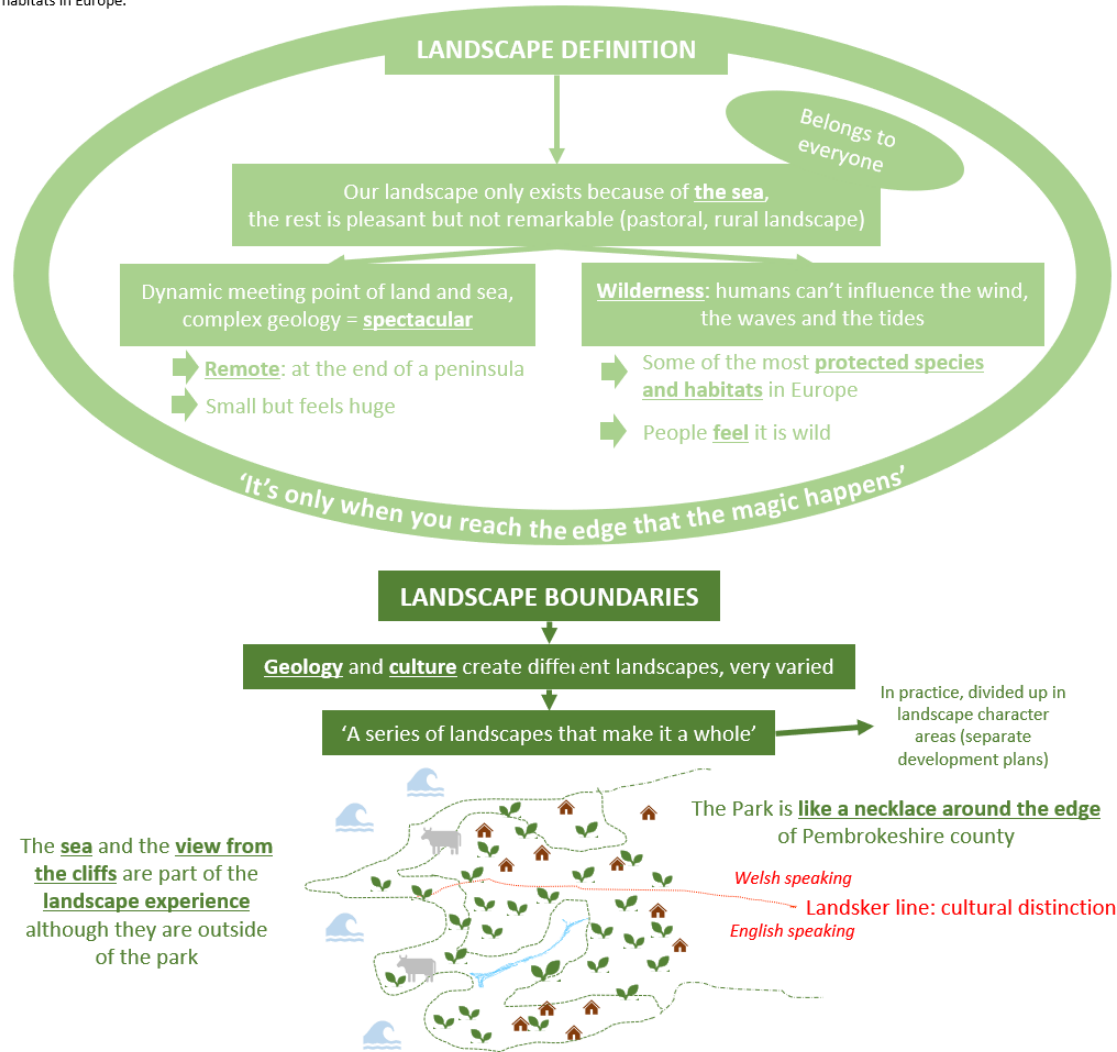 habitats in Europe.
LANDSCAPE DEFINITION
Belongs to
everyone
Our landscape only exists because of the sea,
the rest is pleasant but not remarkable (pastoral, rural landscape)
Dynamic meeting point of land and sea,
complex geology = spectacular
Remote: at the end of a peninsula
Small but feels huge
Wilderness: humans can't influence the wind,
the waves and the tides
Some of the most protected species
and habitats in Europe
People feel it is wild
'It's only when you reach the edge that the magic happens'
LANDSCAPE BOUNDARIES
Geology and culture create different landscapes, very varied
'A series of landscapes that make it a whole'
In practice, divided up in
landscape character
areas (separate
development plans)
The Park is like a necklace around the edge
of Pembrokeshire county
The sea and the view from
the cliffs are part of the
landscape experience
although they are outside
of the park
Welsh speaking
Landsker line: cultural distinction
English speaking